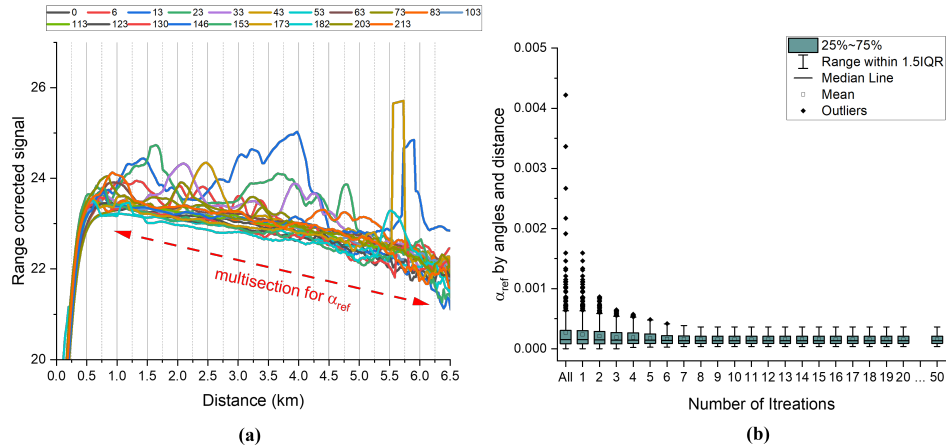 0 6 13 23 33 43 53 63 73 83 103
113 123 130 146 153 173 182 203 213
Range corrected signal
26
24
22
20
multisection for αref
0.0 0.5 1.0 1.5 2.0 2.5 3.0 3.5 4.0 4.5 5.0 5.5 6.0 6.5
Distance (km)
(a)
αref by angles and distance
0.005
0.004
0.003
0.002
0.001
0.000
25%~75%
Range within 1.5IQR
Median Line
Mean
Outliers
All 1 2 3 4 5 6 7 8 9 10 11 12 13 14 15 16 17 18 19 20 ... 50
Number of Itreations
(b)